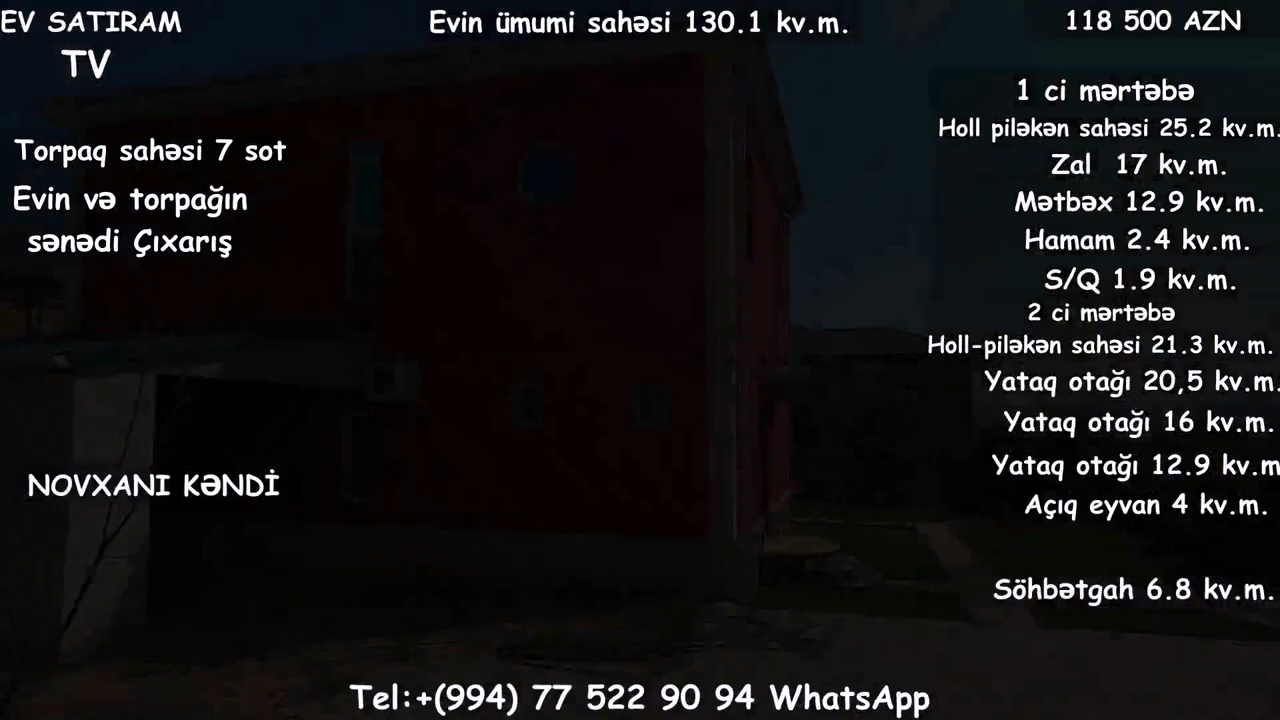 EV SATIRAM
TV
Evin ümumi sahəsi 130.1 kv.m.
118 500 AZN
Torpaq sahəsi 7 sot
Evin və torpağın
sənədi Çıxarış
NOVXANI KƏNDİ
1 ci mərtəbə
Holl piləkən sahəsi 25.2 kv.m.
Zal 17 kv.m.
Mətbəx 12.9 kv.m.
Hamam 2.4 kv.m.
S/Q 1.9 kv.m.
2 ci mərtəbə
Holl-piləkən sahəsi 21.3 kv.m.
Yataq otağı 20,5 kv.m.
Yataq otağı 16 kv.m.
Yataq otağı 12.9 kv.m
Açıq eyvan 4 kv.m.
Söhbətgah 6.8 kv.m.
Tel:+(994) 77 522 90 94 WhatsApp